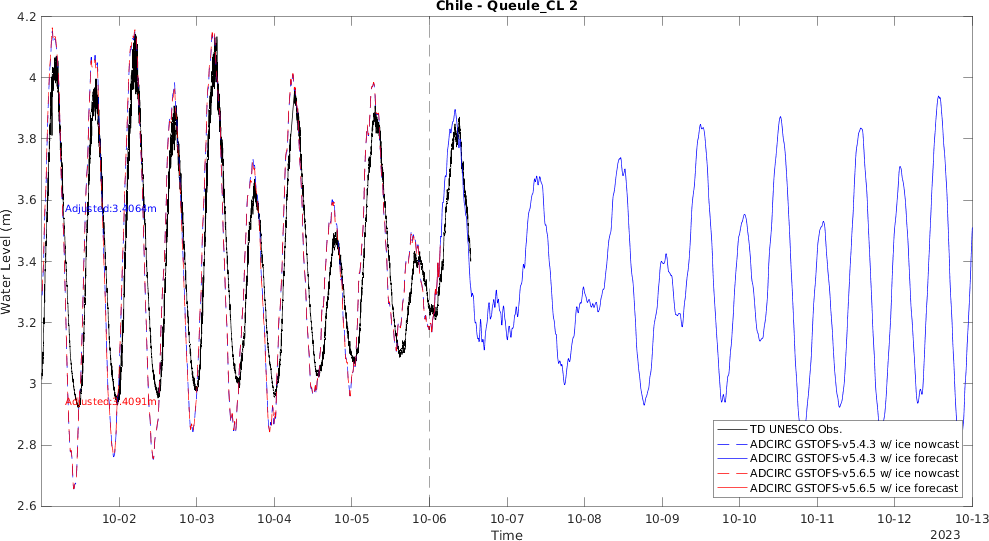 Chile - Queule_CL 2
Water Level (m)
4.2
4
3.8
3.6
3.4
3.2
3
2.8
2.6
Adjusted:3.4064m
Adjusted:3.4091m
TD UNESCO Obs.
ADCIRC GSTOFS-v5.4.3 w/ ice nowcast
ADCIRC GSTOFS-v5.4.3 w/ ice forecast
ADCIRC GSTOFS-v5.6.5 w/ ice nowcast
ADCIRC GSTOFS-v5.6.5 w/ ice forecast
10-02 10-03 10-04 10-05 10-06 10-07 10-08 10-09 10-10 10-11 10-12 10-13
Time
2023